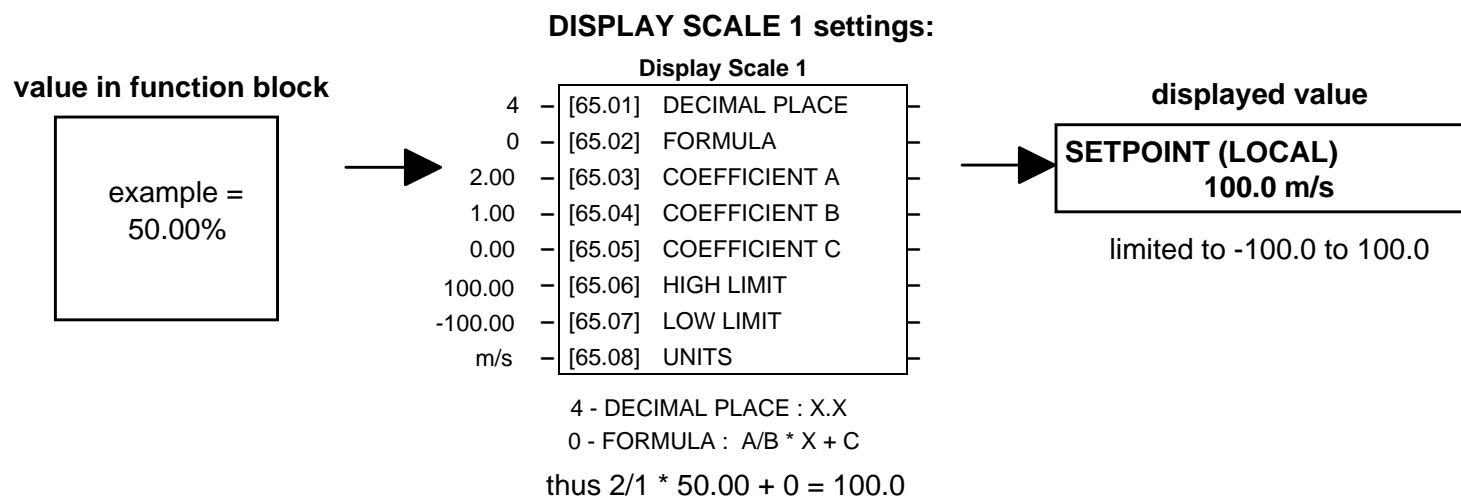 DISPLAY SCALE 1 settings:
value in function block
example =
50.00%
Display Scale 1
4 – [65.01] DECIMAL PLACE –
0 – [65.02] FORMULA –
2.00 – [65.03] COEFFICIENT A –
1.00 – [65.04] COEFFICIENT B –
0.00 – [65.05] COEFFICIENT C –
100.00 – [65.06] HIGH LIMIT –
-100.00 – [65.07] LOW LIMIT –
m/s – [65.08] UNITS –
4 - DECIMAL PLACE : X.X
0 - FORMULA : A/B * X + C
thus 2/1 * 50.00 + 0 = 100.0
displayed value
SETPOINT (LOCAL)
100.0 m/s
limited to -100.0 to 100.0